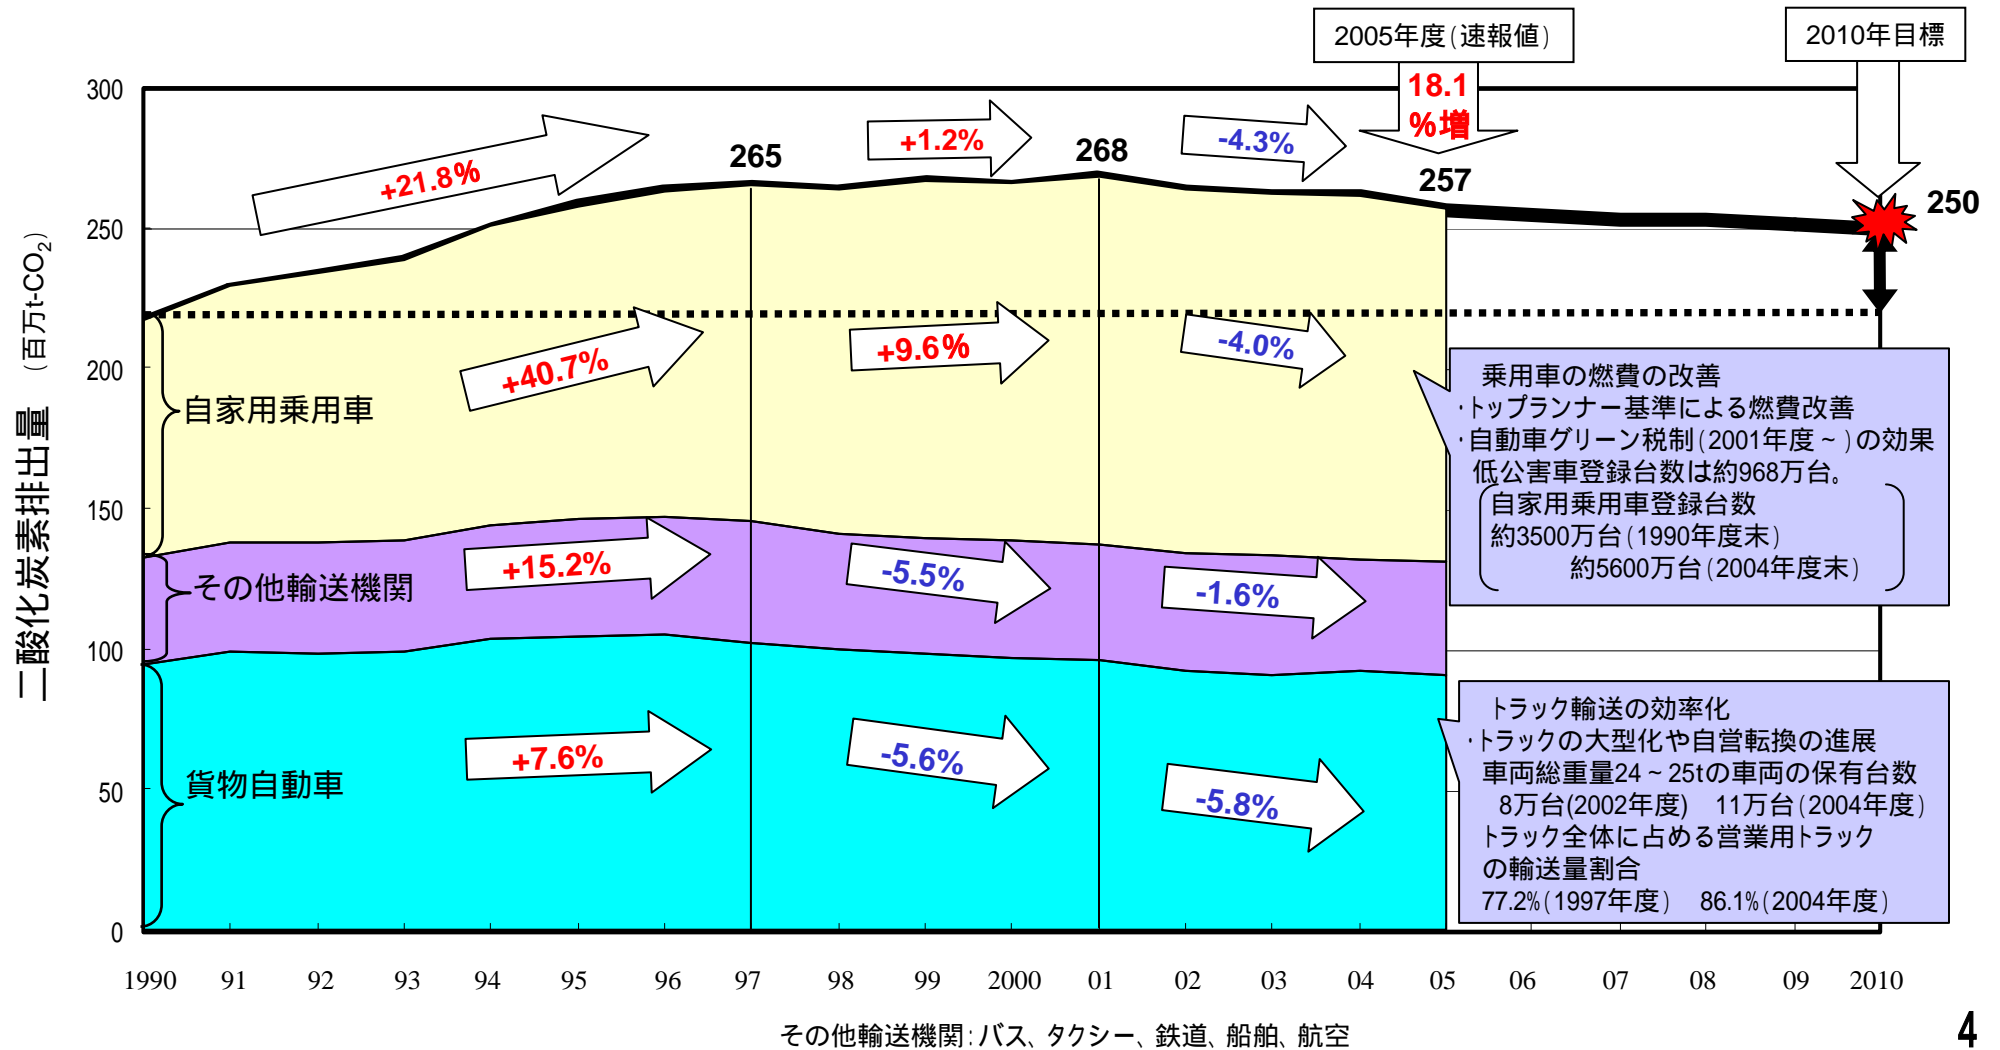 2005年度(速報値)
2010年目標
18.1
%増
300
250
200
150
100
50
0
二酸化炭素排出量 (百万t-CO₂)
+21.8%
265
+1.2%
268
-4.3%
257
250
+40.7%
+9.6%
-4.0%
自家用乗用車
+15.2%
-5.5%
-1.6%
その他輸送機関
+7.6%
-5.6%
-5.8%
貨物自動車
乗用車の燃費の改善
・トップランナー基準による燃費改善
・自動車グリーン税制(2001年度~)の効果
低公害車登録台数は約968万台。
自家用乗用車登録台数
約3500万台(1990年度末)
約5600万台(2004年度末)
トラック輸送の効率化
・トラックの大型化や自営転換の進展
車両総重量24~25tの車両の保有台数
8万台(2002年度) 11万台(2004年度)
トラック全体に占める営業用トラック
の輸送量割合
77.2%(1997年度) 86.1%(2004年度)
1990 91 92 93 94 95 96 97 98 99 2000 01 02 03 04 05 06 07 08 09 2010
その他輸送機関:バス、タクシー、鉄道、船舶、航空
4